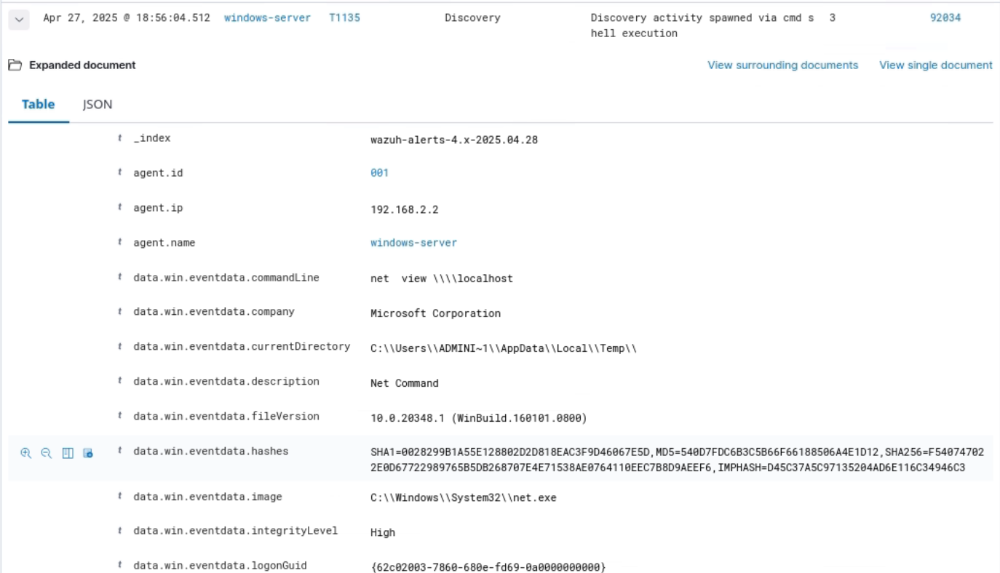 Apr 27, 2025 @ 18:56:04.512 windows-server T1135 Discovery Discovery activity spawned via cmd s 3 92034
hell execution
Expanded document View surrounding documents View single document
Table JSON
t _index wazuh-alerts-4.x-2025.04.28
t agent.id 001
t agent.ip 192.168.2.2
t agent.name windows-server
t data.win.eventdata.commandLine net  view \\\\localhost
t data.win.eventdata.company Microsoft Corporation
t data.win.eventdata.currentDirectory C:\\Users\\ADMINI~1\\AppData\\Local\\Temp\\
t data.win.eventdata.description Net Command
t data.win.eventdata.fileVersion 10.0.20348.1 (WinBuild.160101.0800)
t data.win.eventdata.hashes SHA1=0028299B1A55E128802D2D818EAC3F9D46067E5D,MD5=540D7FDC6B3C5B66F66188506A4E1D12,SHA256=F54074702
2E0D67722989765B5DB268707E4E71538AE0764110EEC7B8D9AEEF6,IMPHASH=D45C37A5C97135204AD6E116C34946C3
t data.win.eventdata.image C:\\Windows\\System32\\net.exe
t data.win.eventdata.integrityLevel High
t data.win.eventdata.logonGuid {62c02003-7860-680e-fd69-0a0000000000}